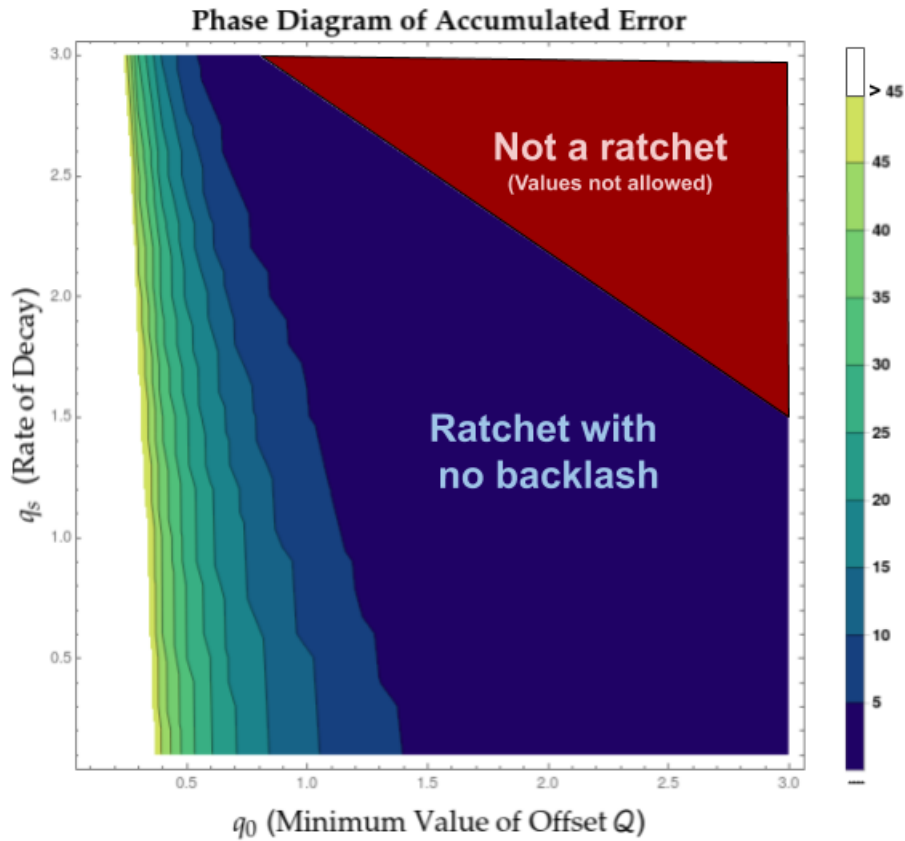 Phase Diagram of Accumulated Error
3.0
2.5
2.0
1.5
1.0
0.5
q_s (Rate of Decay)
Not a ratchet
(Values not allowed)
Ratchet with
no backlash
0.5 1.0 1.5 2.0 2.5 3.0
q_0 (Minimum Value of Offset Q)
> 45
45
40
35
30
25
20
15
10
5